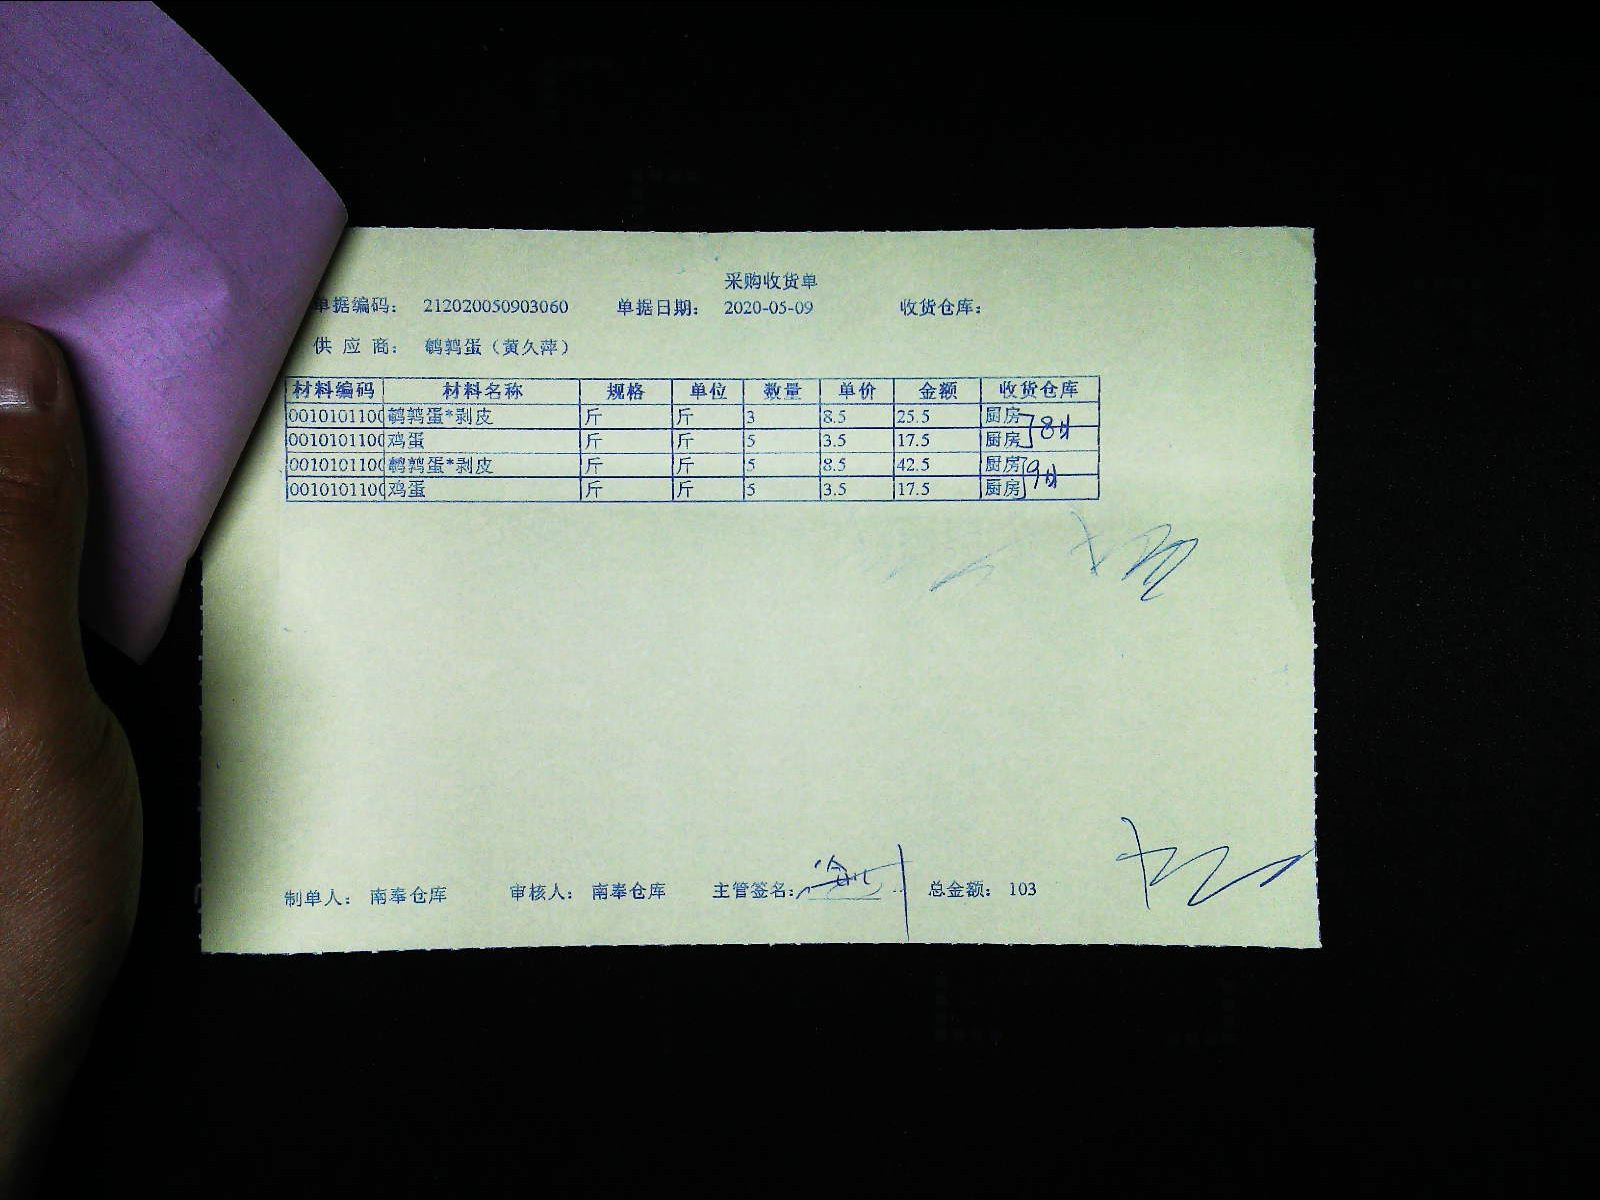 采购收货单
单据编码： 212020050903060 单据日期： 2020-05-09 收货仓库：
供 应 商： 鹌鹑蛋（黄久萍）
材料编码 材料名称 规格 单位 数量 单价 金额 收货仓库
0010101100 鹌鹑蛋*剥皮 斤 斤 3 8.5 25.5 厨房
0010101100 鸡蛋 斤 斤 5 3.5 17.5 厨房
0010101100 鹌鹑蛋*剥皮 斤 斤 5 8.5 42.5 厨房
0010101100 鸡蛋 斤 斤 5 3.5 17.5 厨房
制单人： 南奉仓库 审核人： 南奉仓库 主管签名： 总金额： 103